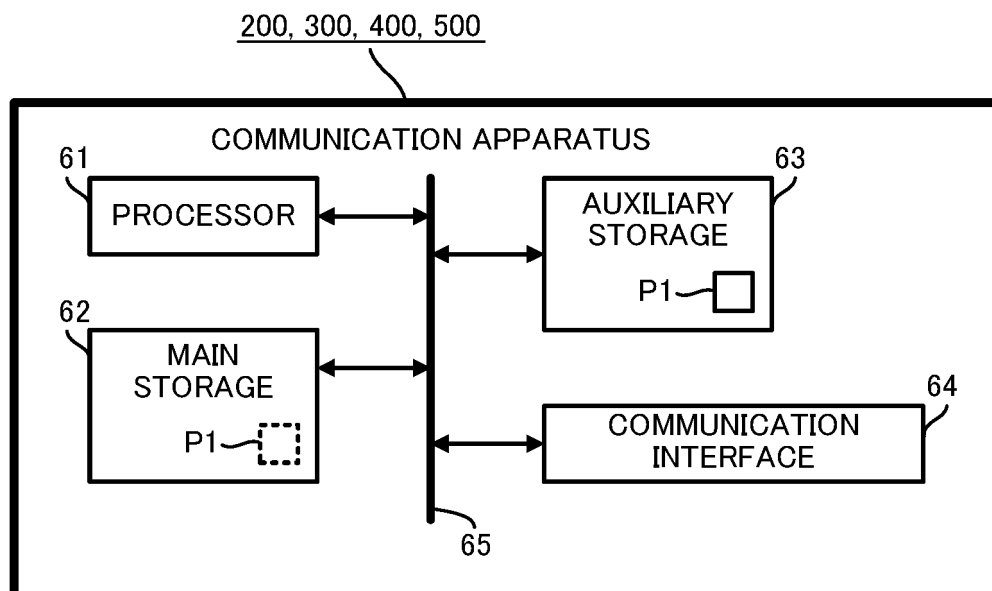 200, 300, 400, 500
COMMUNICATION APPARATUS
61
PROCESSOR
63
AUXILIARY
STORAGE
P1
62
MAIN
STORAGE
P1
64
COMMUNICATION
INTERFACE
65